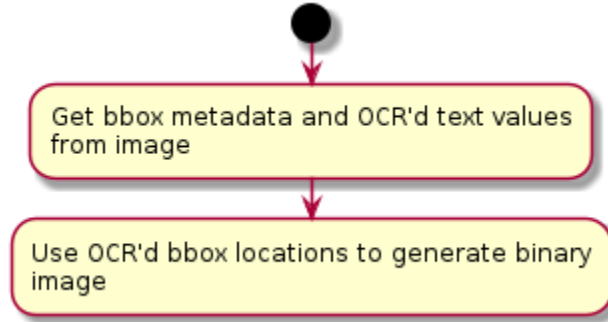 Get bbox metadata and OCR'd text values
from image
Use OCR'd bbox locations to generate binary
image